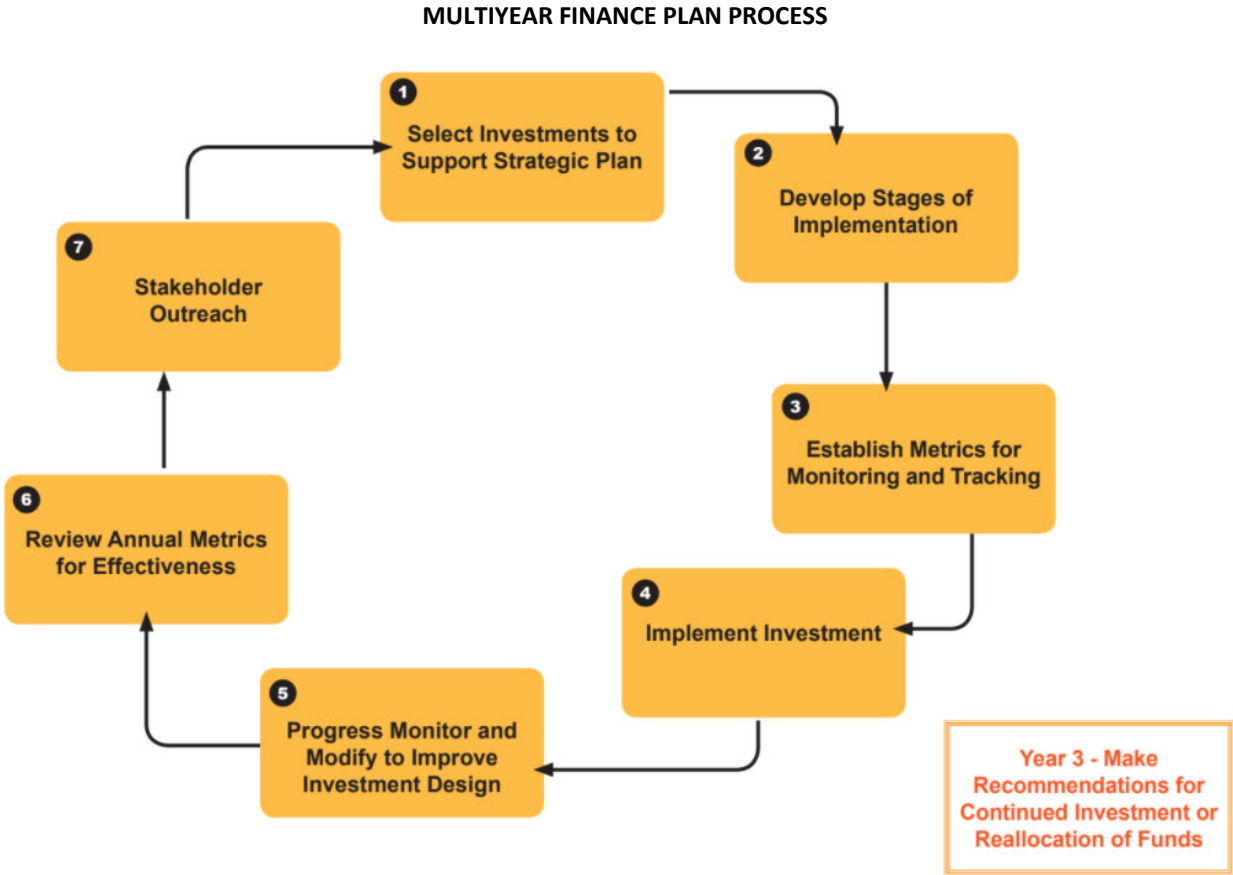 MULTIYEAR FINANCE PLAN PROCESS
1
Select Investments to
Support Strategic Plan
2
Develop Stages of
Implementation
3
Establish Metrics for
Monitoring and Tracking
4
Implement Investment
5
Progress Monitor and
Modify to Improve
Investment Design
6
Review Annual Metrics
for Effectiveness
7
Stakeholder
Outreach
Year 3 - Make
Recommendations for
Continued Investment or
Reallocation of Funds